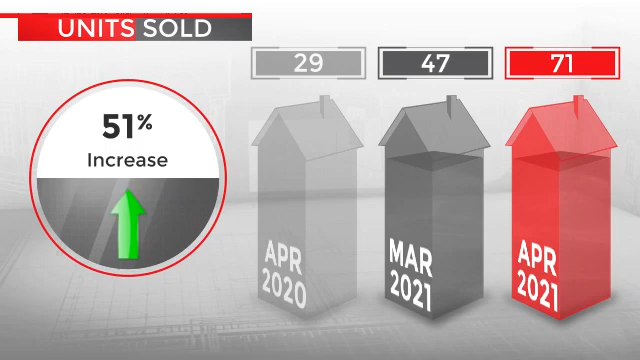 UNITS SOLD
51%
Increase
29
47
71
APR
2020
MAR
2021
APR
2021